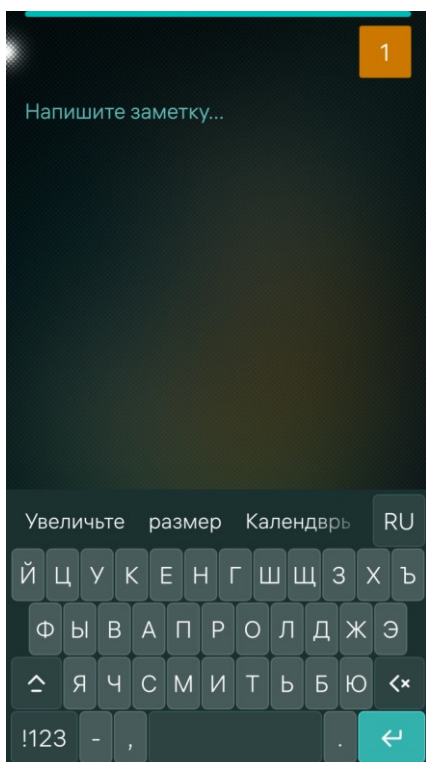 1
Напишите заметку...
Увеличьте размер Календврь RU
Й Ц У К Е Н Г Ш Щ З Х Ъ
Ф Ы В А П Р О Л Д Ж Э
Я Ч С М И Т Ь Б Ю
!123 - , .